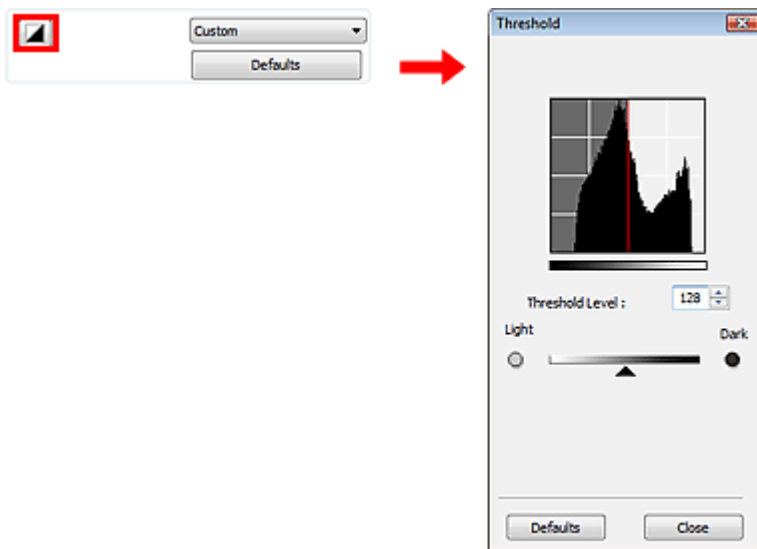 Custom
Defaults
Threshold
Threshold Level :
128
Light
Dark
Defaults
Close